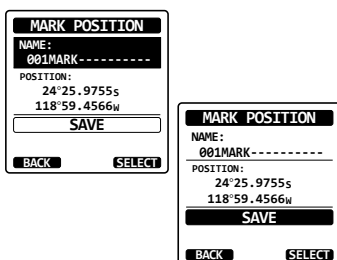 MARK POSITION
NAME:
001MARK----------
POSITION:
24°25.9755s
118°59.4566w
SAVE
BACK SELECT
MARK POSITION
NAME:
001MARK----------
POSITION:
24°25.9755s
118°59.4566w
SAVE
BACK SELECT